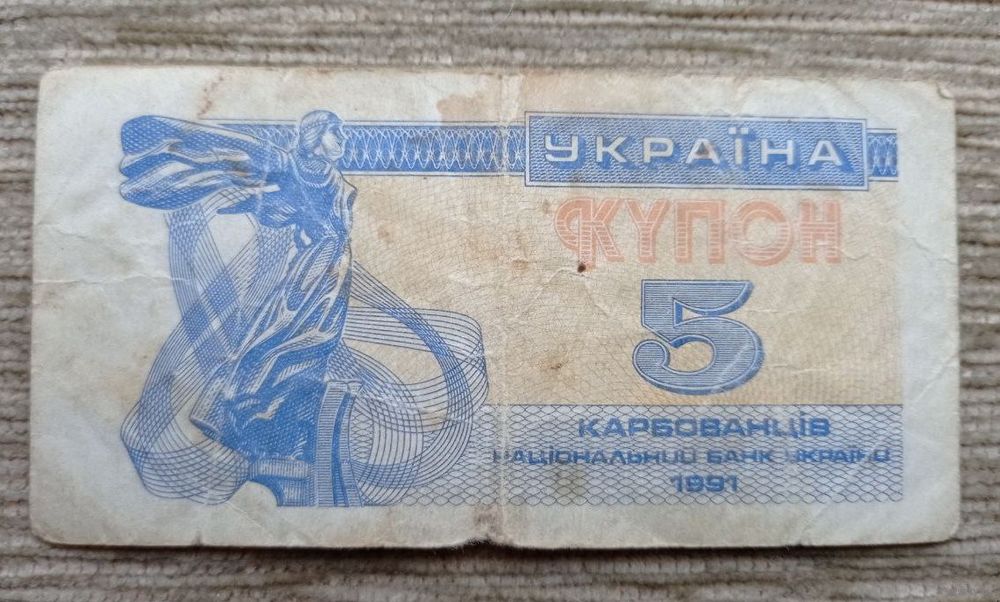 УКРАЇНА
КУПОН
5
КАРБОВАНЦІВ
НАЦІОНАЛЬНИЙ БАНК УКРАЇНИ
1991